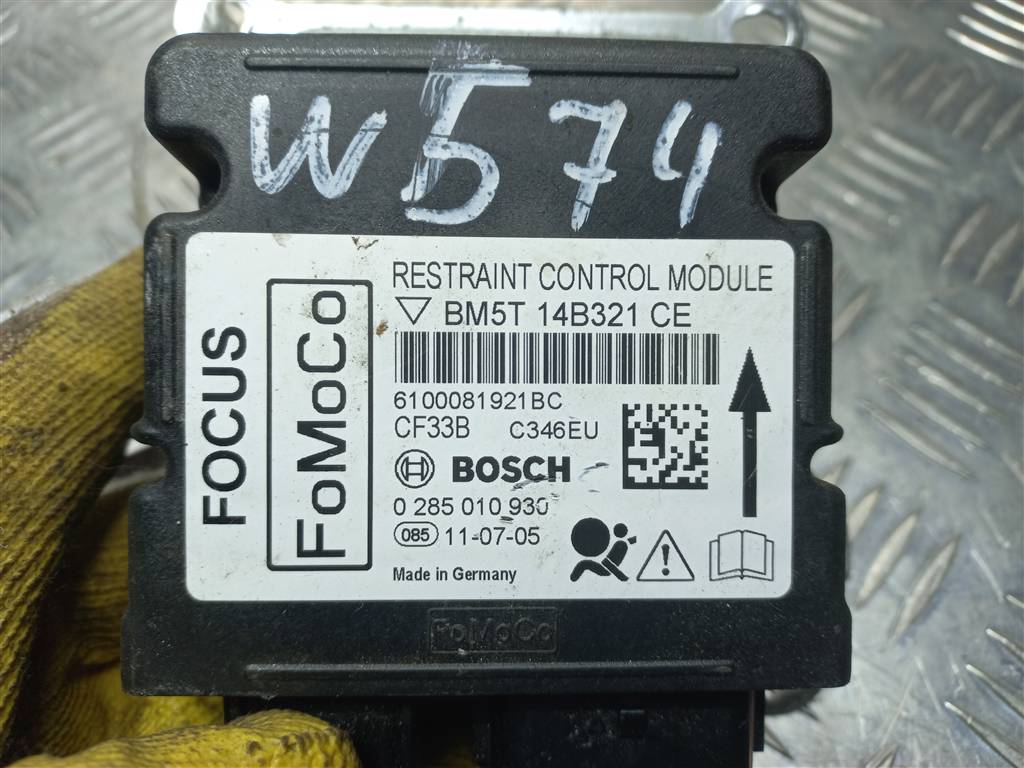 W574
FOCUS
FoMoCo
RESTRAINT CONTROL MODULE
BM5T 14B321 CE
6100081921BC
CF33B C346EU
BOSCH
0 285 010 930
085 11-07-05
Made in Germany
FoMoCo